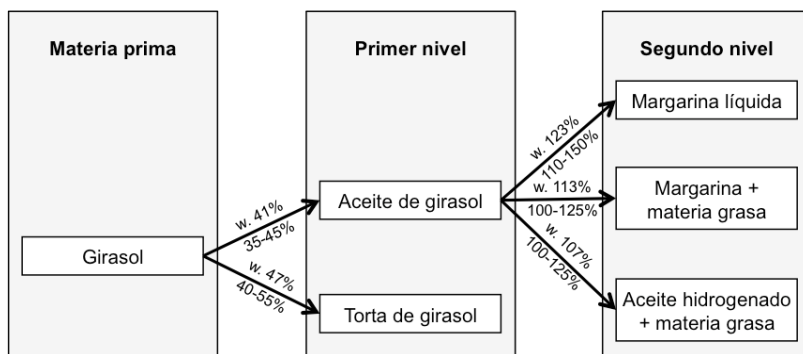 Materia prima
Primer nivel
Segundo nivel
Girasol
w. 41%
35-45%
w. 47%
40-55%
Aceite de girasol
Torta de girasol
w. 123%
110-150%
w. 113%
100-125%
w. 107%
100-125%
Margarina líquida
Margarina +
materia grasa
Aceite hidrogenado
+ materia grasa